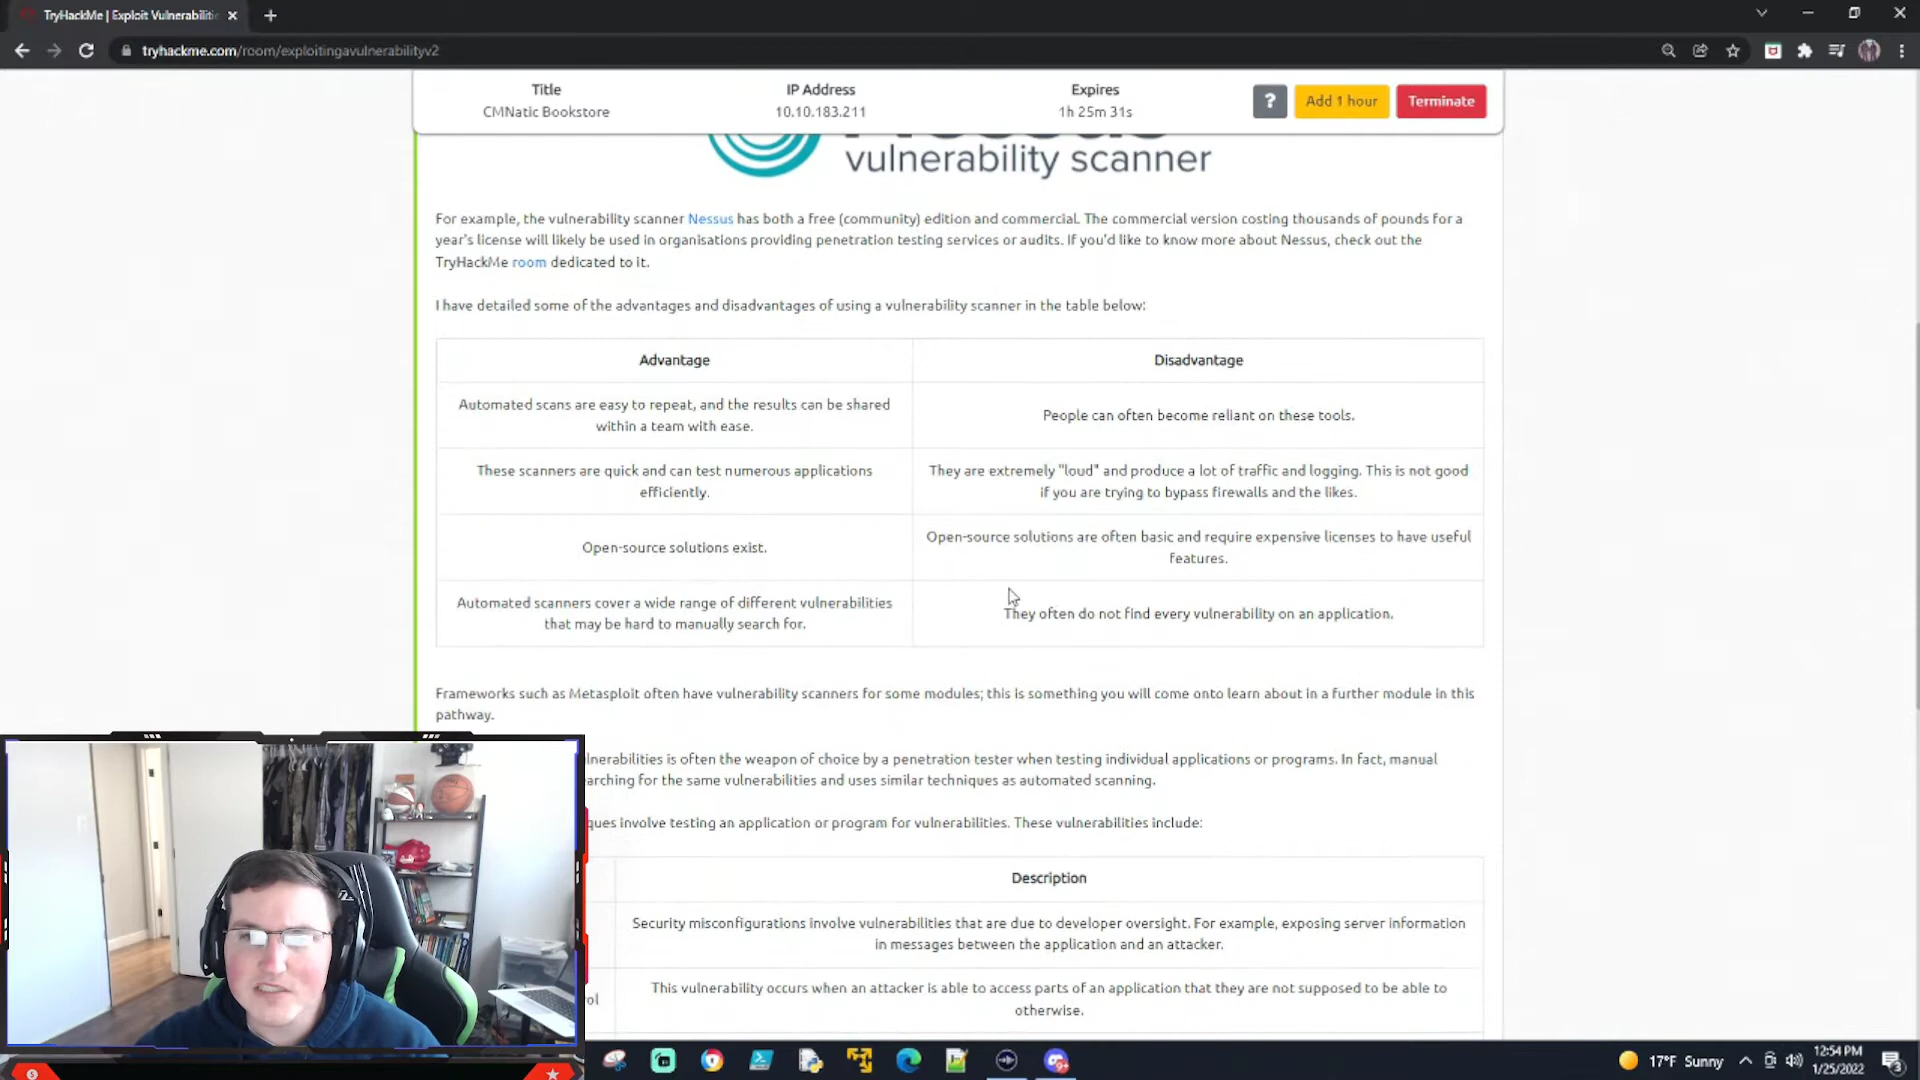 TryHackMe | Exploit Vulnerabiliti
tryhackme.com/room/exploitingavulnerabilityv2
Title
IP Address
Expires
CMNatic Bookstore
10.10.183.211
1h 25m 31s
?
Add 1 hour
Terminate
vulnerability scanner
For example, the vulnerability scanner Nessus has both a free (community) edition and commercial. The commercial version costing thousands of pounds for a
year's license will likely be used in organisations providing penetration testing services or audits. If you'd like to know more about Nessus, check out the
TryHackMe room dedicated to it.
I have detailed some of the advantages and disadvantages of using a vulnerability scanner in the table below:
Advantage
Disadvantage
Automated scans are easy to repeat, and the results can be shared
within a team with ease.
People can often become reliant on these tools.
These scanners are quick and can test numerous applications
efficiently.
They are extremely "loud" and produce a lot of traffic and logging. This is not good
if you are trying to bypass firewalls and the likes.
Open-source solutions exist.
Open-source solutions are often basic and require expensive licenses to have useful
features.
Automated scanners cover a wide range of different vulnerabilities
that may be hard to manually search for.
They often do not find every vulnerability on an application.
Frameworks such as Metasploit often have vulnerability scanners for some modules; this is something you will come onto learn about in a further module in this
pathway.
lnerabilities is often the weapon of choice by a penetration tester when testing individual applications or programs. In fact, manual
arching for the same vulnerabilities and uses similar techniques as automated scanning.
ques involve testing an application or program for vulnerabilities. These vulnerabilities include:
Description
Security misconfigurations involve vulnerabilities that are due to developer oversight. For example, exposing server information
in messages between the application and an attacker.
ol
This vulnerability occurs when an attacker is able to access parts of an application that they are not supposed to be able to
otherwise.
17°F Sunny
12:54 PM
1/25/2022
3